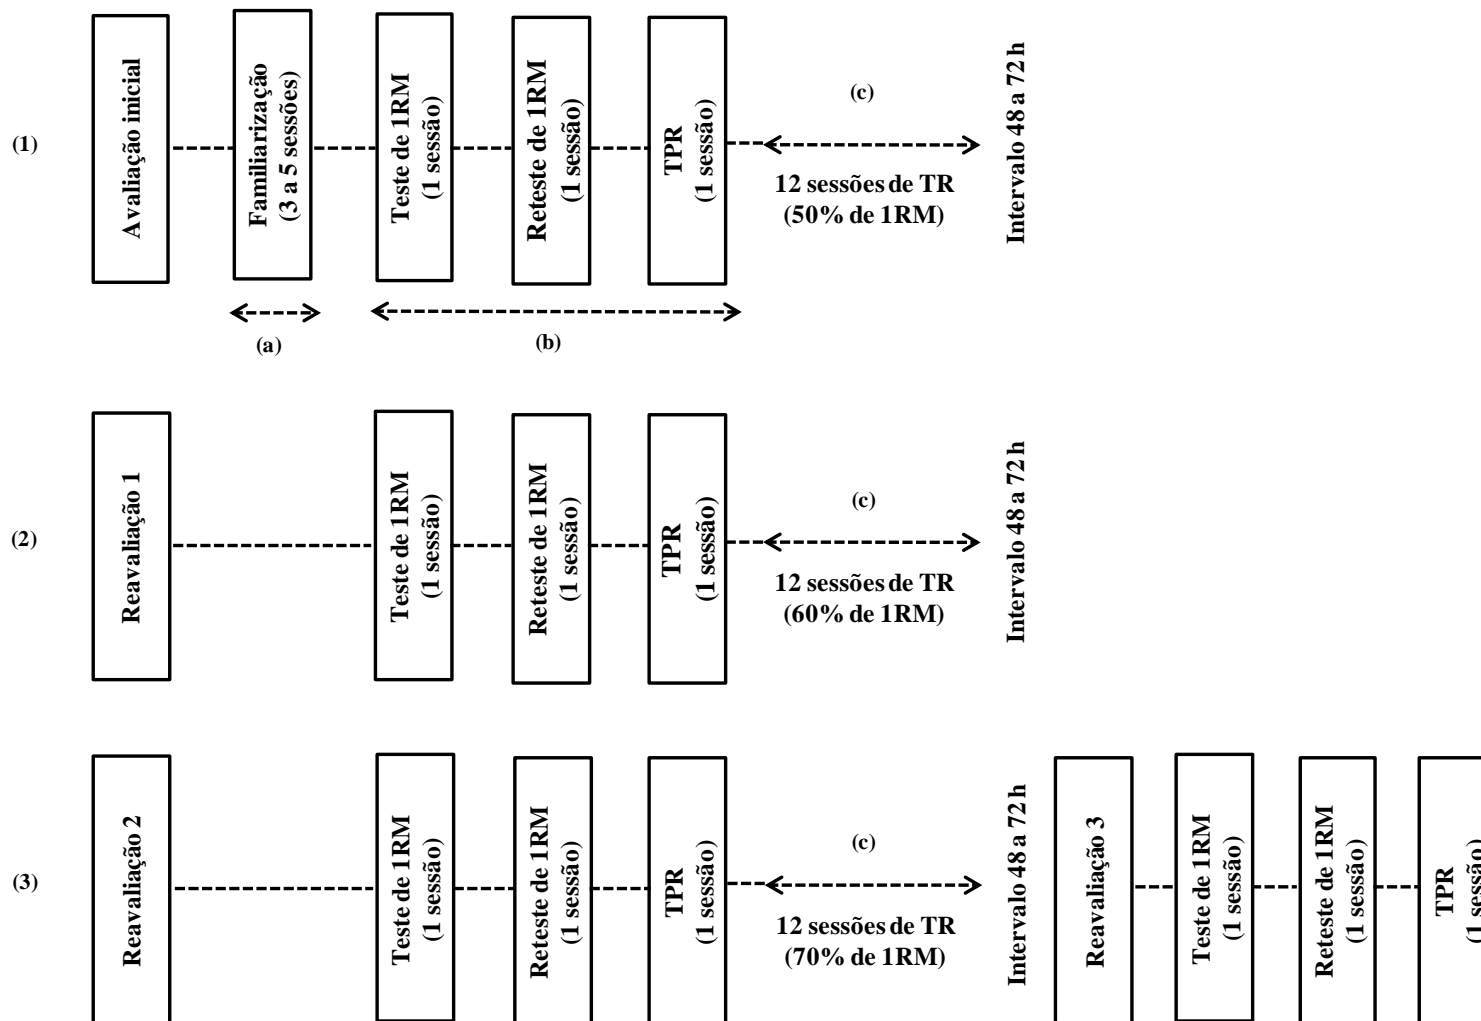 (1)
Avaliação inicial
Familiarização
(3 a 5 sessões)
Teste de 1RM
(1 sessão)
Reteste de 1RM
(1 sessão)
TPR
(1 sessão)
(c)
12 sessões de TR
(50% de 1RM)
Intervalo 48 a 72 h
(a)
(b)
(2)
Reavaliação 1
Teste de 1RM
(1 sessão)
Reteste de 1RM
(1 sessão)
TPR
(1 sessão)
(c)
12 sessões de TR
(60% de 1RM)
Intervalo 48 a 72 h
(3)
Reavaliação 2
Teste de 1RM
(1 sessão)
Reteste de 1RM
(1 sessão)
TPR
(1 sessão)
(c)
12 sessões de TR
(70% de 1RM)
Intervalo 48 a 72 h
Reavaliação 3
Teste de 1RM
(1 sessão)
Reteste de 1RM
(1 sessão)
TPR
(1 sessão)